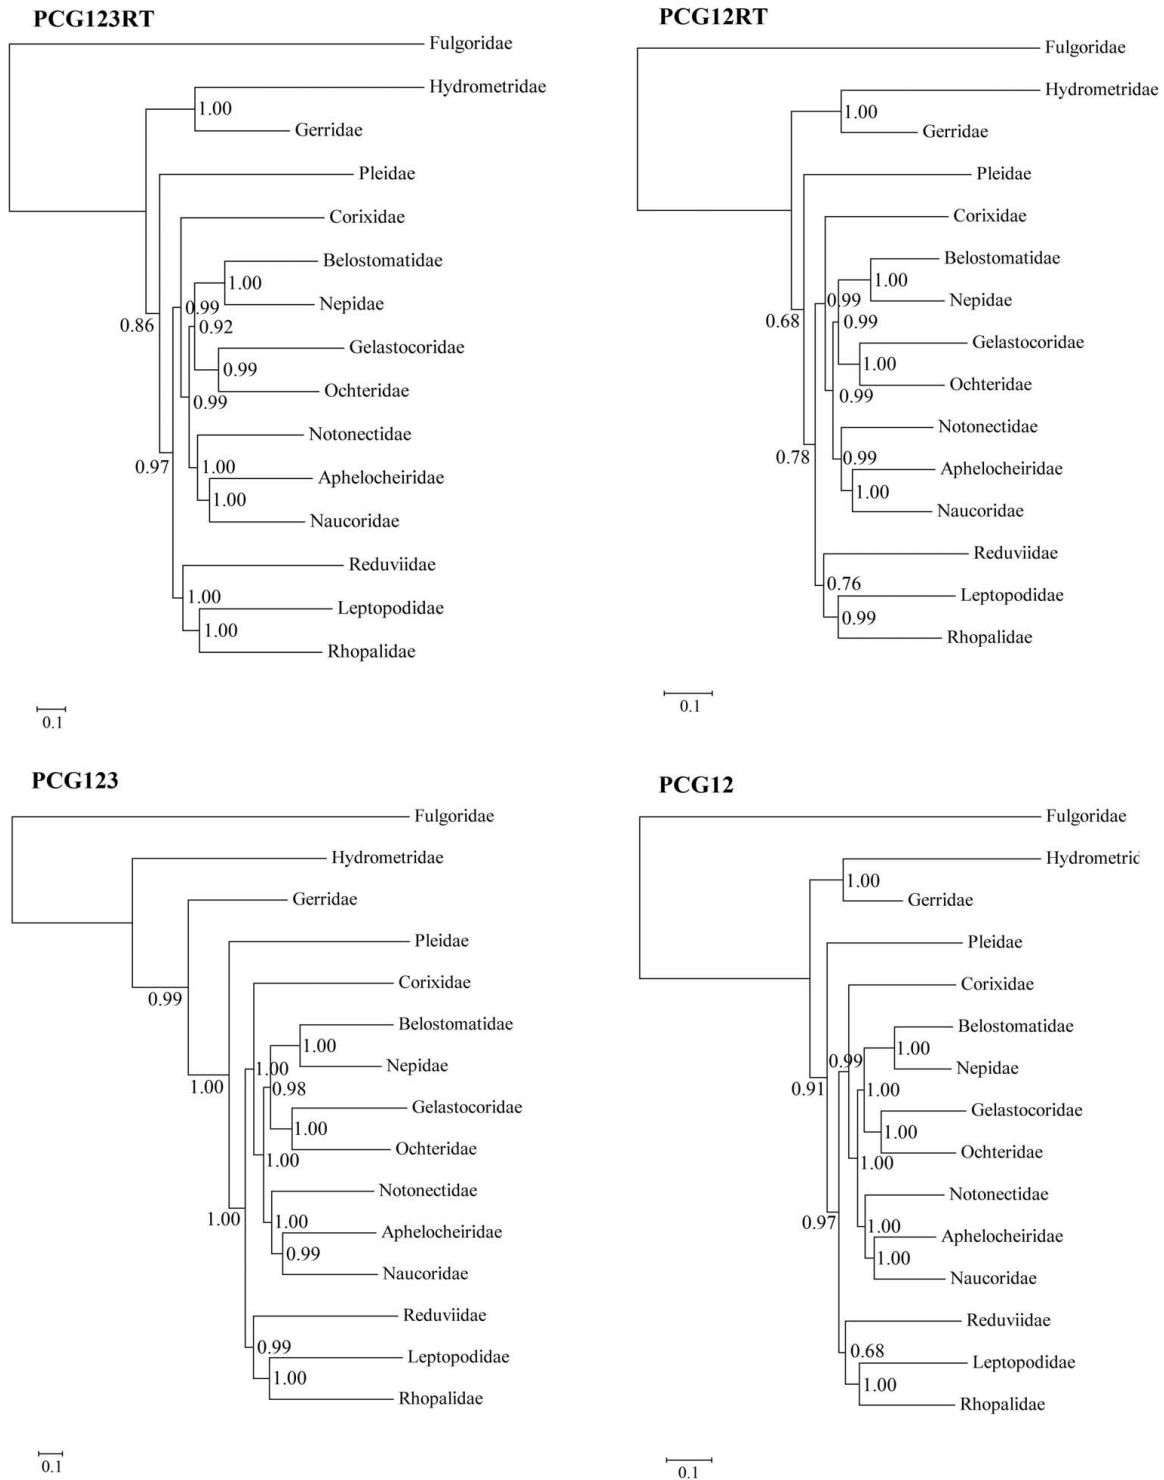 PCG123RT
Fulgoridae
Hydrometridae
1.00
Gerridae
Pleidae
Corixidae
Belostomatidae
1.00
Nepidae
0.99
0.86
0.92
Gelastocoridae
0.99
Ochteridae
0.99
Notonectidae
0.97
1.00
Aphelocheiridae
1.00
Naucoridae
Reduviidae
1.00
Leptopodidae
1.00
Rhopalidae
0.1
PCG12RT
Fulgoridae
Hydrometridae
1.00
Gerridae
Pleidae
Corixidae
Belostomatidae
1.00
Nepidae
0.99
0.68
0.99
Gelastocoridae
1.00
Ochteridae
0.99
Notonectidae
0.78
0.99
Aphelocheiridae
1.00
Naucoridae
Reduviidae
0.76
Leptopodidae
0.99
Rhopalidae
0.1
PCG123
Fulgoridae
Hydrometridae
Gerridae
Pleidae
Corixidae
0.99
Belostomatidae
1.00
Nepidae
1.00
1.00
0.98
Gelastocoridae
1.00
Ochteridae
1.00
Notonectidae
1.00
1.00
Aphelocheiridae
0.99
Naucoridae
Reduviidae
0.99
Leptopodidae
1.00
Rhopalidae
0.1
PCG12
Fulgoridae
Hydrometrid
1.00
Gerridae
Pleidae
Corixidae
Belostomatidae
1.00
Nepidae
0.99
0.91
1.00
Gelastocoridae
1.00
Ochteridae
1.00
Notonectidae
0.97
1.00
Aphelocheiridae
1.00
Naucoridae
Reduviidae
0.68
Leptopodidae
1.00
Rhopalidae
0.1